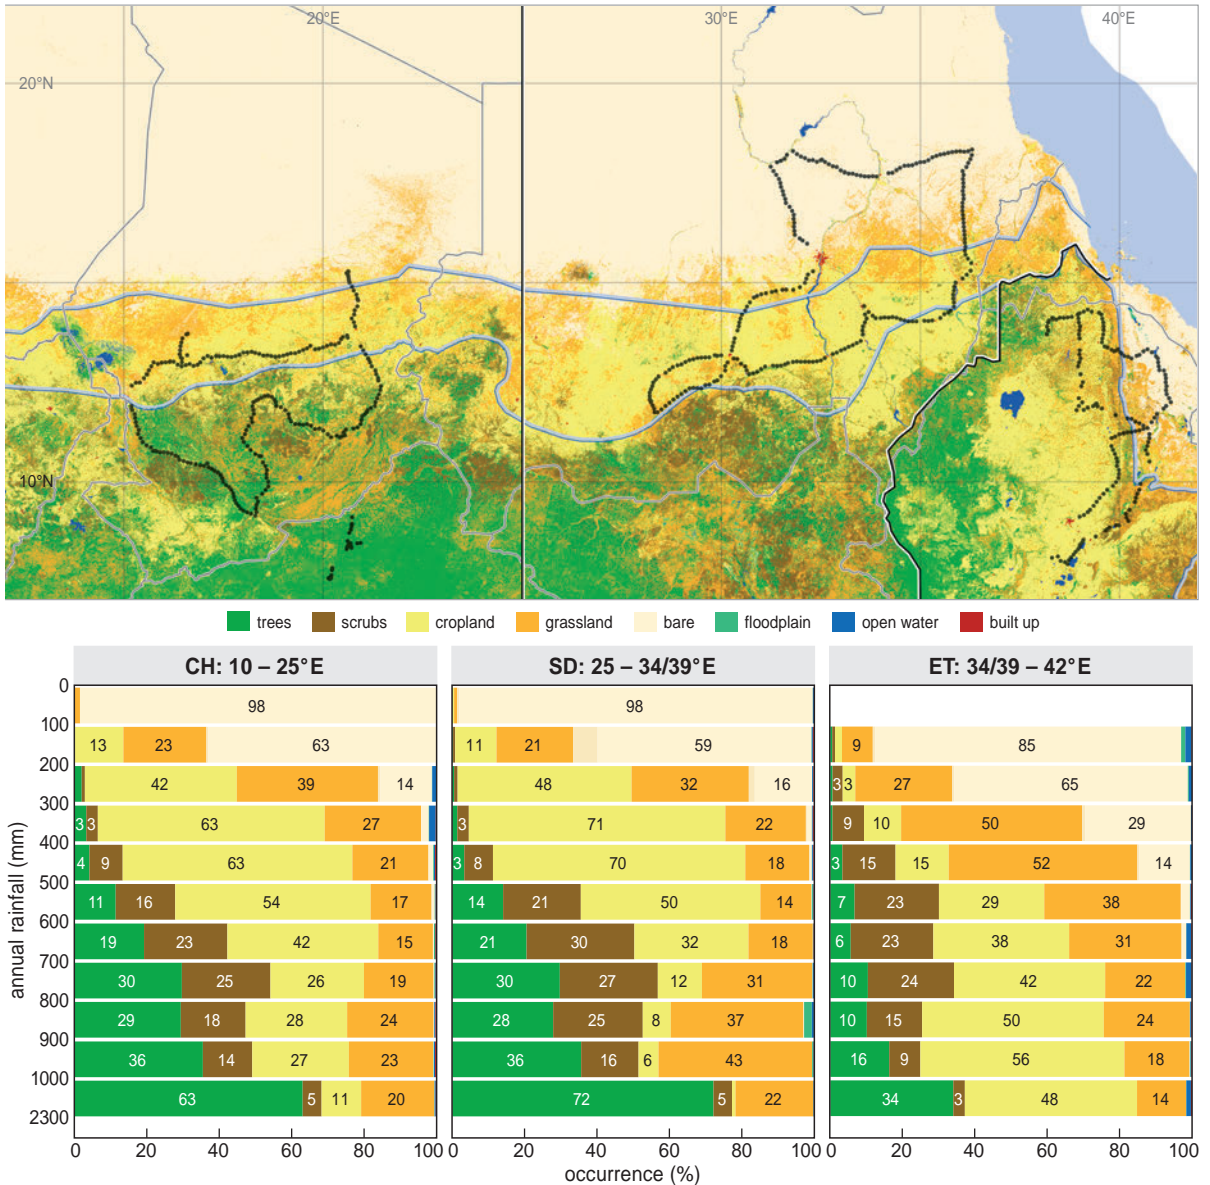 20°E 30°E 40°E
20°N
10°N
trees scrubs cropland grassland bare floodplain open water built up
CH: 10 – 25°E SD: 25 – 34/39°E ET: 34/39 – 42°E
0
98 98
100
13 23 63 11 21 59 9 85
200
42 39 14 48 32 16 3 3 27 65
300
3 3 63 27 3 71 22 9 10 50 29
400
4 9 63 21 3 8 70 18 3 15 15 52 14
500
11 16 54 17 14 21 50 14 7 23 29 38
600
19 23 42 15 21 30 32 18 6 23 38 31
700
30 25 26 19 30 27 12 31 10 24 42 22
800
29 18 28 24 28 25 8 37 10 15 50 24
900
36 14 27 23 36 16 6 43 16 9 56 18
1000
63 5 11 20 72 5 22 34 3 48 14
2300
annual rainfall (mm)
0 20 40 60 80 100 0 20 40 60 80 100 0 20 40 60 80 100
occurrence (%)